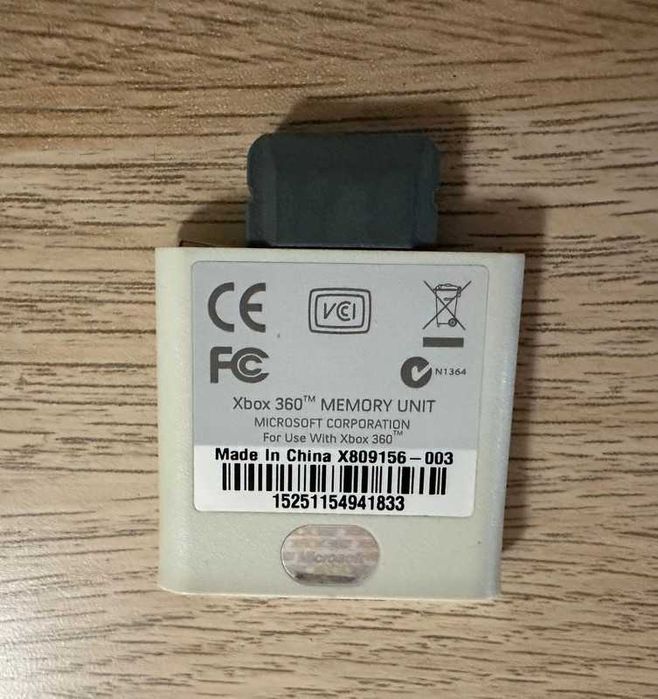 CE
VCI
FC
N1364
Xbox 360™ MEMORY UNIT
MICROSOFT CORPORATION
For Use With Xbox 360™
Made In China X809156-003
15251154941833
Microsoft